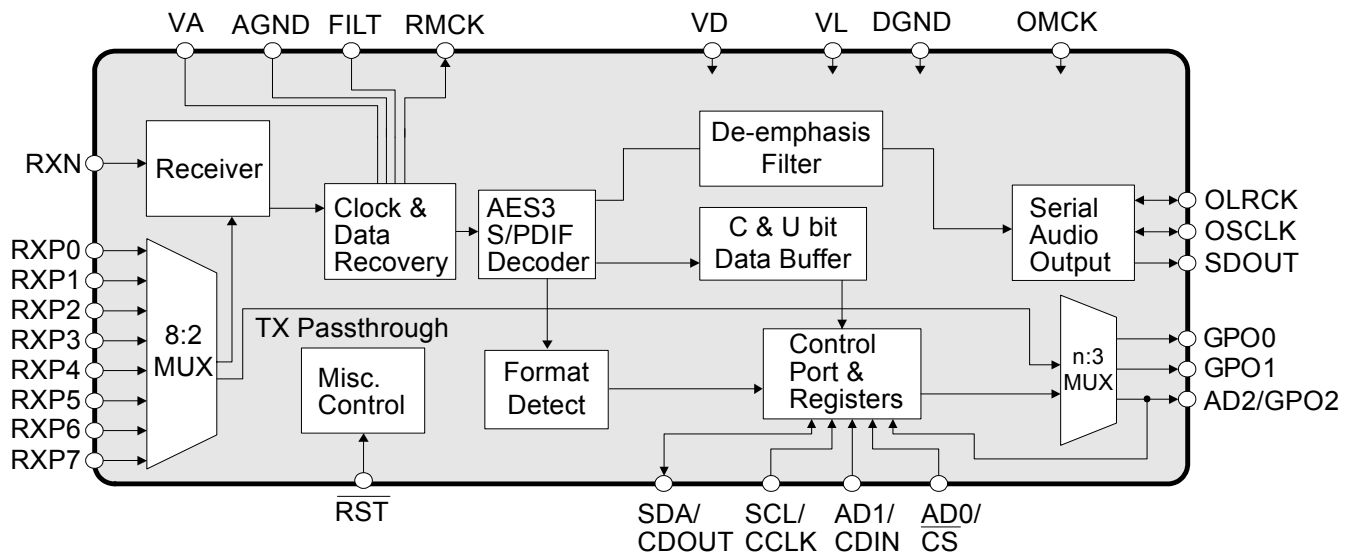 VA AGND FILT RMCK VD VL DGND OMCK
RXN
Receiver
Clock &
Data
Recovery
AES3
S/PDIF
Decoder
De-emphasis
Filter
C & U bit
Data Buffer
Serial
Audio
Output
OLRCK
OSCLK
SDOUT
RXP0
RXP1
RXP2
RXP3
RXP4
RXP5
RXP6
RXP7
8:2
MUX
TX Passthrough
Misc.
Control
Format
Detect
Control
Port &
Registers
n:3
MUX
GPO0
GPO1
AD2/GPO2
RST
SDA/
CDOUT
SCL/
CCLK
AD1/
CDIN
AD0/
CS